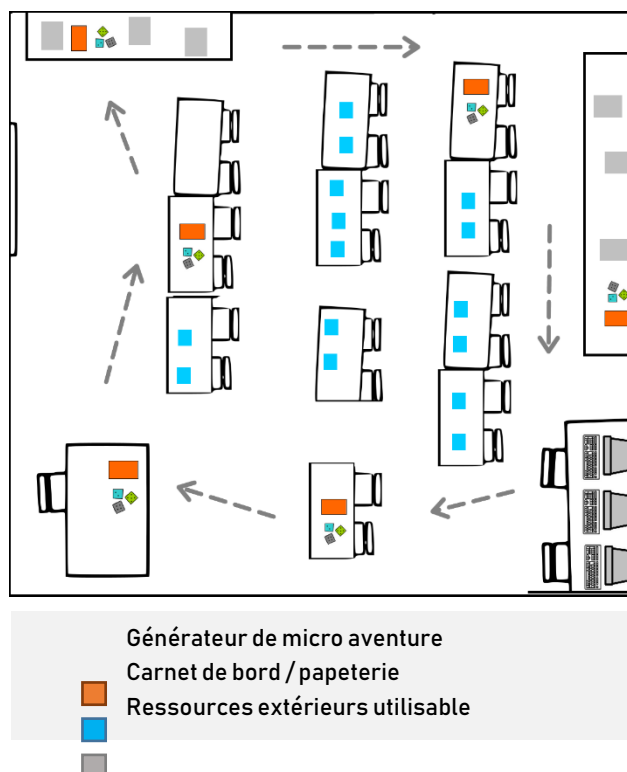 Générateur de micro aventure
Carnet de bord / papeterie
Ressources extérieurs utilisable